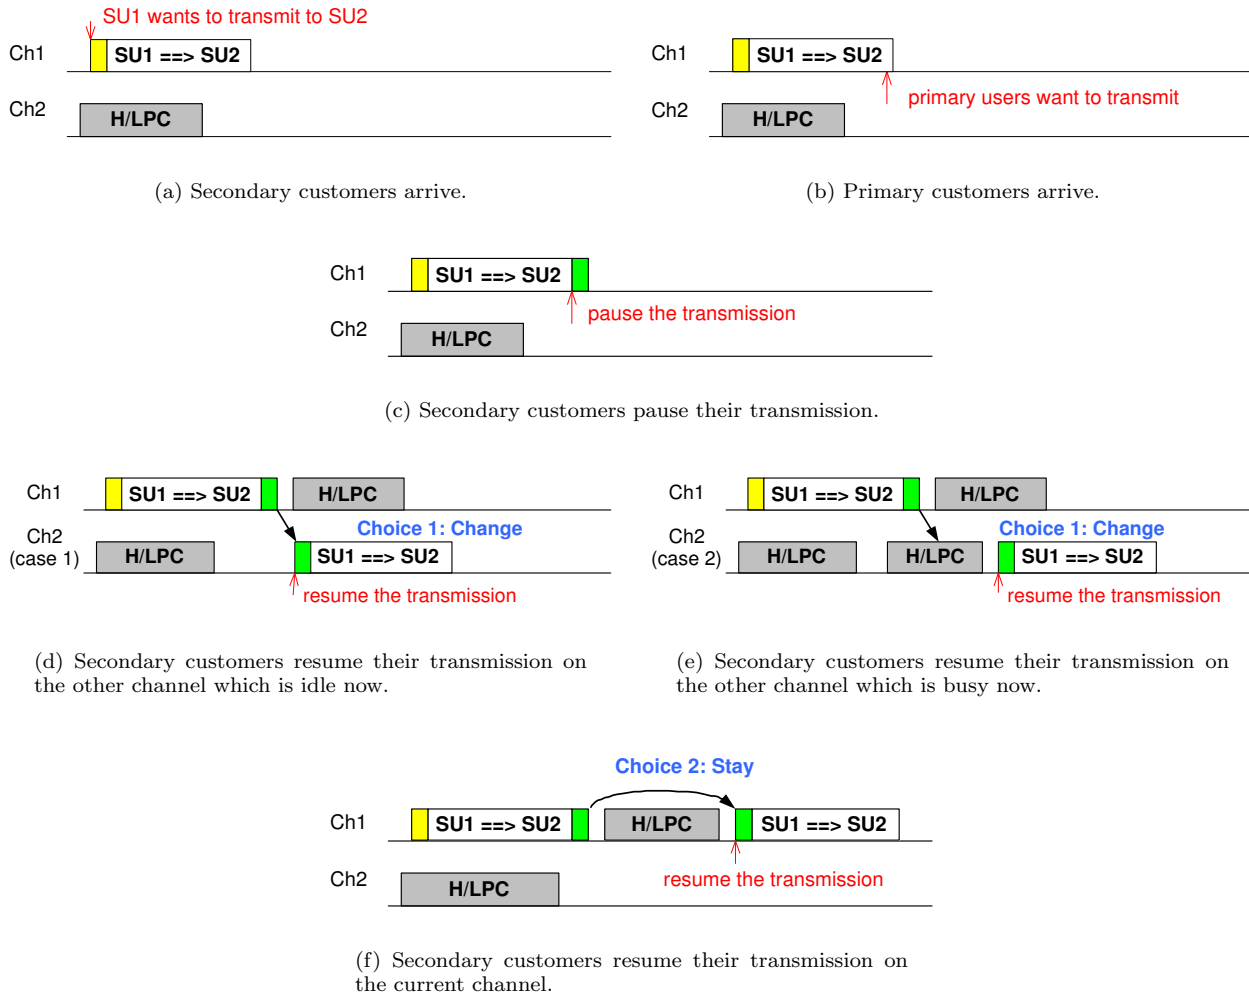 SU1 wants to transmit to SU2
Ch1
SU1 ==> SU2
Ch2
H/LPC
(a) Secondary customers arrive.
Ch1
SU1 ==> SU2
primary users want to transmit
Ch2
H/LPC
(b) Primary customers arrive.
Ch1
SU1 ==> SU2
pause the transmission
Ch2
H/LPC
(c) Secondary customers pause their transmission.
Ch1
SU1 ==> SU2
H/LPC
Choice 1: Change
Ch2
(case 1)
H/LPC
SU1 ==> SU2
resume the transmission
(d) Secondary customers resume their transmission on
the other channel which is idle now.
Ch1
SU1 ==> SU2
H/LPC
Choice 1: Change
Ch2
(case 2)
H/LPC
H/LPC
SU1 ==> SU2
resume the transmission
(e) Secondary customers resume their transmission on
the other channel which is busy now.
Choice 2: Stay
Ch1
SU1 ==> SU2
H/LPC
SU1 ==> SU2
resume the transmission
Ch2
H/LPC
(f) Secondary customers resume their transmission on
the current channel.